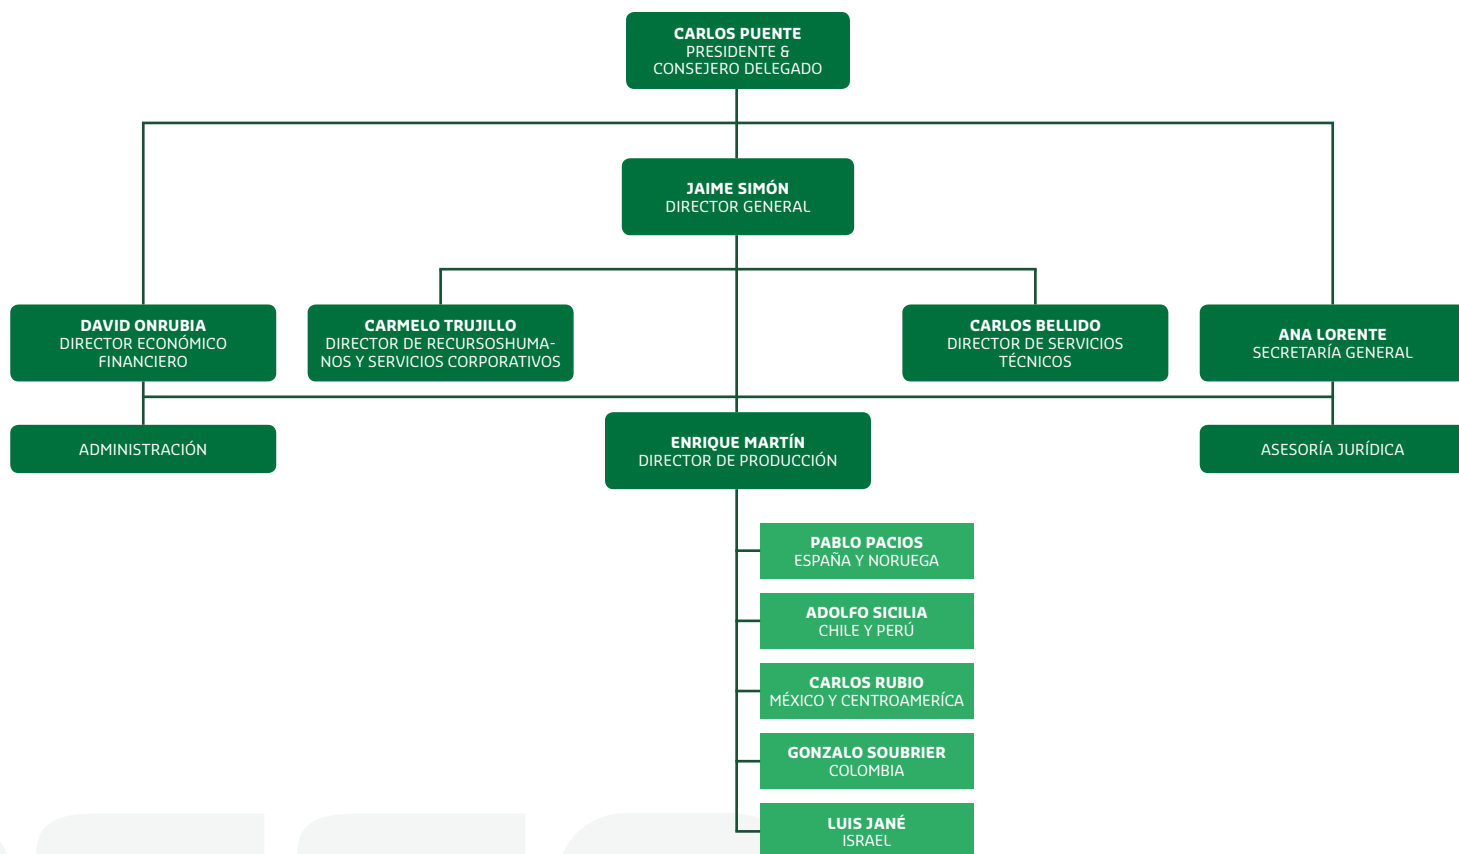 CARLOS PUENTE
PRESIDENTE &
CONSEJERO DELEGADO
JAIME SIMÓN
DIRECTOR GENERAL
DAVID ONRUBIA
DIRECTOR ECONÓMICO
FINANCIERO
CARMELO TRUJILLO
DIRECTOR DE RECURSOSHUMA-
NOS Y SERVICIOS CORPORATIVOS
CARLOS BELLIDO
DIRECTOR DE SERVICIOS
TÉCNICOS
ANA LORENTE
SECRETARÍA GENERAL
ADMINISTRACIÓN
ENRIQUE MARTÍN
DIRECTOR DE PRODUCCIÓN
ASESORÍA JURÍDICA
PABLO PACIOS
ESPAÑA Y NORUEGA
ADOLFO SICILIA
CHILE Y PERÚ
CARLOS RUBIO
MÉXICO Y CENTROAMERÍCA
GONZALO SOUBRIER
COLOMBIA
LUIS JANÉ
ISRAEL